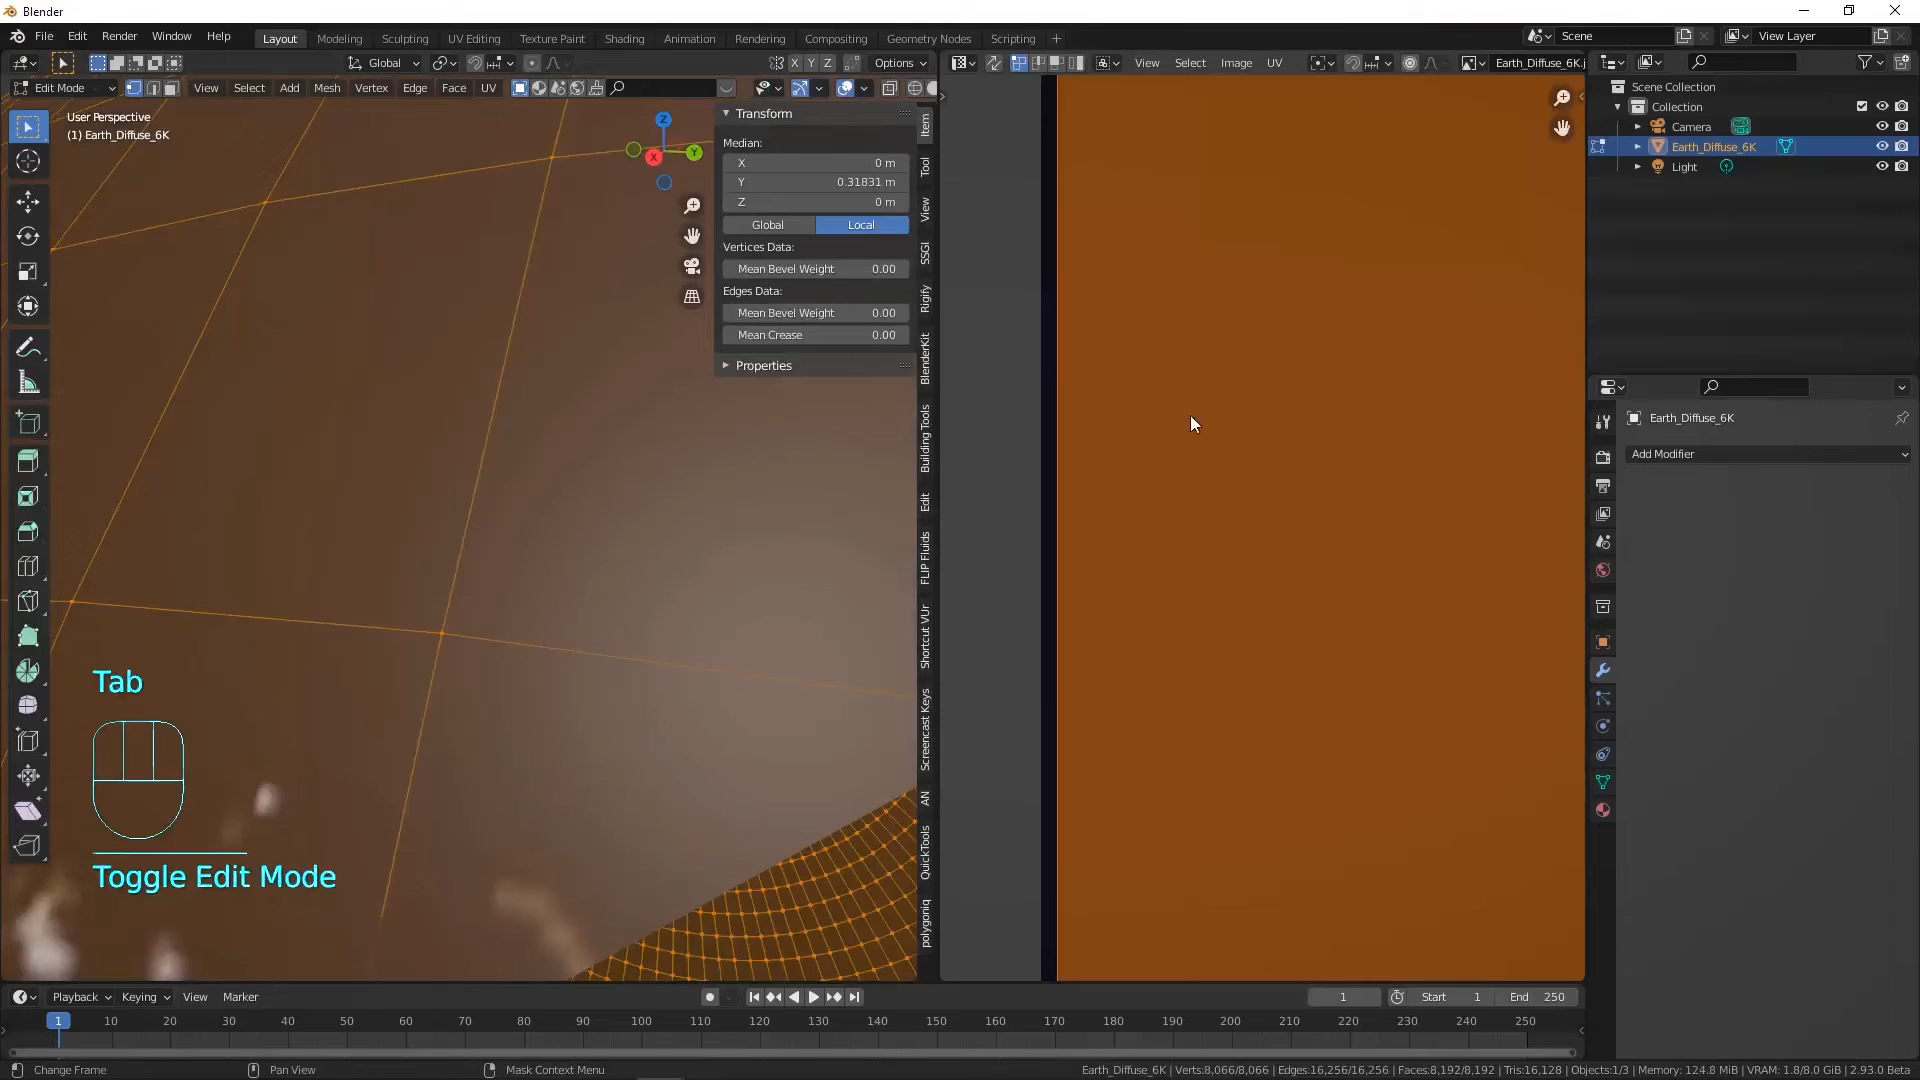 Blender
File Edit Render Window Help
Layout Modeling Sculpting UV Editing Texture Paint Shading Animation Rendering Compositing Geometry Nodes Scripting +
Scene
View Layer
Global
X Y Z
Options
View Select Image UV
Earth_Diffuse_6K.j
Edit Mode
View Select Add Mesh Vertex Edge Face UV
User Perspective
(1) Earth_Diffuse_6K
Z
X
Y
Transform
Median:
X 0 m
Y 0.31831 m
Z 0 m
Global Local
Vertices Data:
Mean Bevel Weight 0.00
Edges Data:
Mean Bevel Weight 0.00
Mean Crease 0.00
Properties
Item
Tool
View
SSGI
Rigify
BlenderKit
Building Tools
Edit
FLIP Fluids
Shortcut VUr
Screencast Keys
AN
QuickTools
polygoniq
Scene Collection
Collection
Camera
Earth_Diffuse_6K
Light
Earth_Diffuse_6K
Add Modifier
Tab
Toggle Edit Mode
Playback Keying View Marker
1
Start 1
End 250
1 10 20 30 40 50 60 70 80 90 100 110 120 130 140 150 160 170 180 190 200 210 220 230 240 250
Change Frame
Pan View
Mask Context Menu
Earth_Diffuse_6K | Verts:8,066/8,066 | Edges:16,256/16,256 | Faces:8,192/8,192 | Tris:16,128 | Objects:1/3 | Memory: 124.8 MiB | VRAM: 1.8/8.0 GiB | 2.93.0 Beta